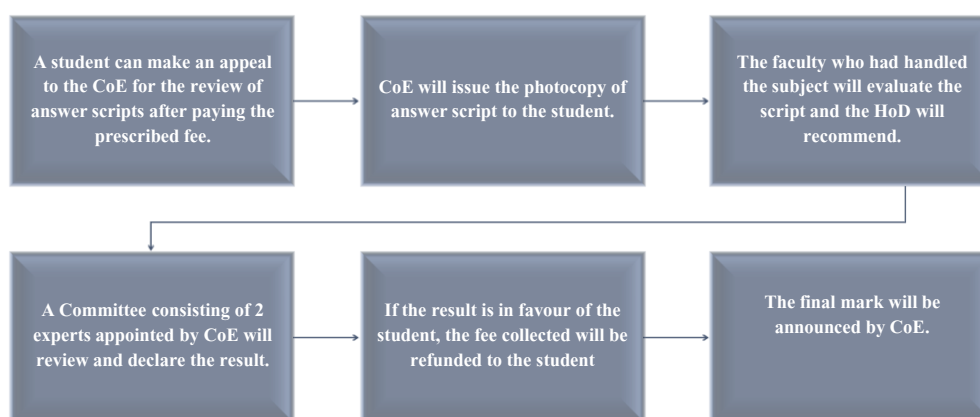 A student can make an appeal
to the CoE for the review of
answer scripts after paying the
prescribed fee.
CoE will issue the photocopy of
answer script to the student.
The faculty who had handled
the subject will evaluate the
script and the HoD will
recommend.
A Committee consisting of 2
experts appointed by CoE will
review and declare the result.
If the result is in favour of the
student, the fee collected will be
refunded to the student
The final mark will be
announced by CoE.